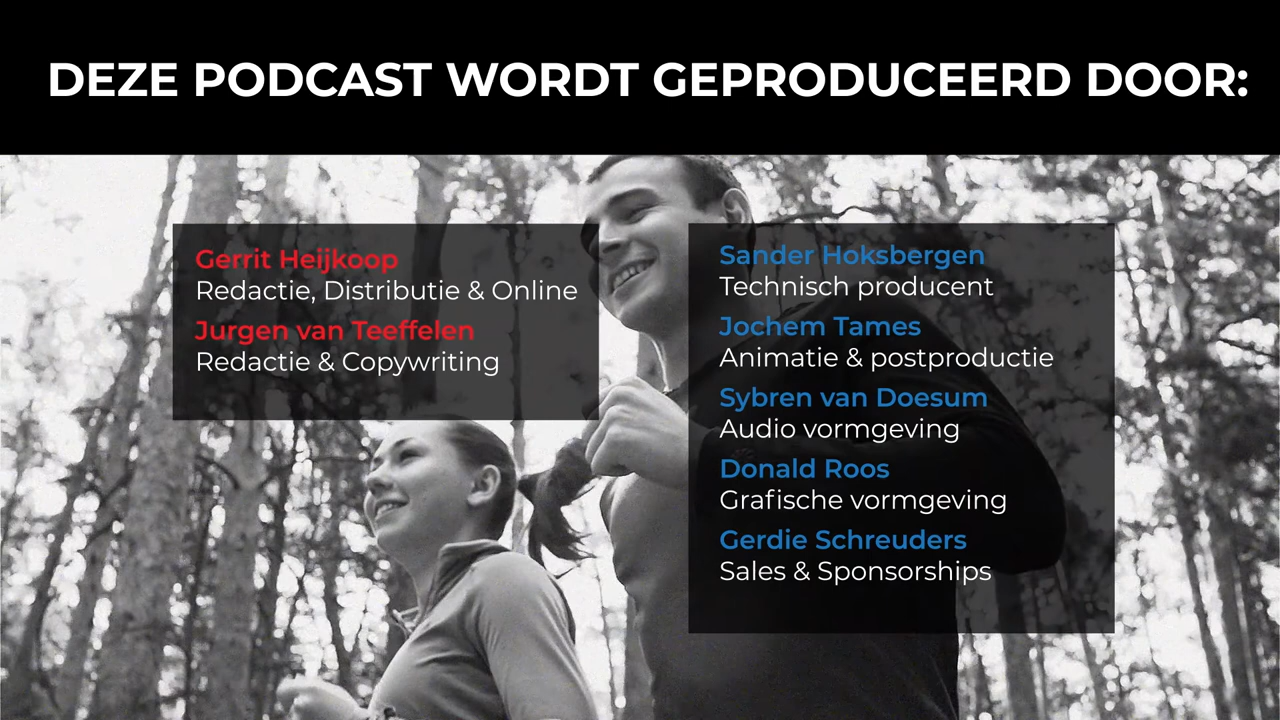 DEZE PODCAST WORDT GEPRODUCEERD DOOR:
Gerrit Heijkoop
Redactie, Distributie & Online
Jurgen van Teeffelen
Redactie & Copywriting
Sander Hoksbergen
Technisch producent
Jochem Tames
Animatie & postproductie
Sybren van Doesum
Audio vormgeving
Donald Roos
Grafische vormgeving
Gerdie Schreuders
Sales & Sponsorships